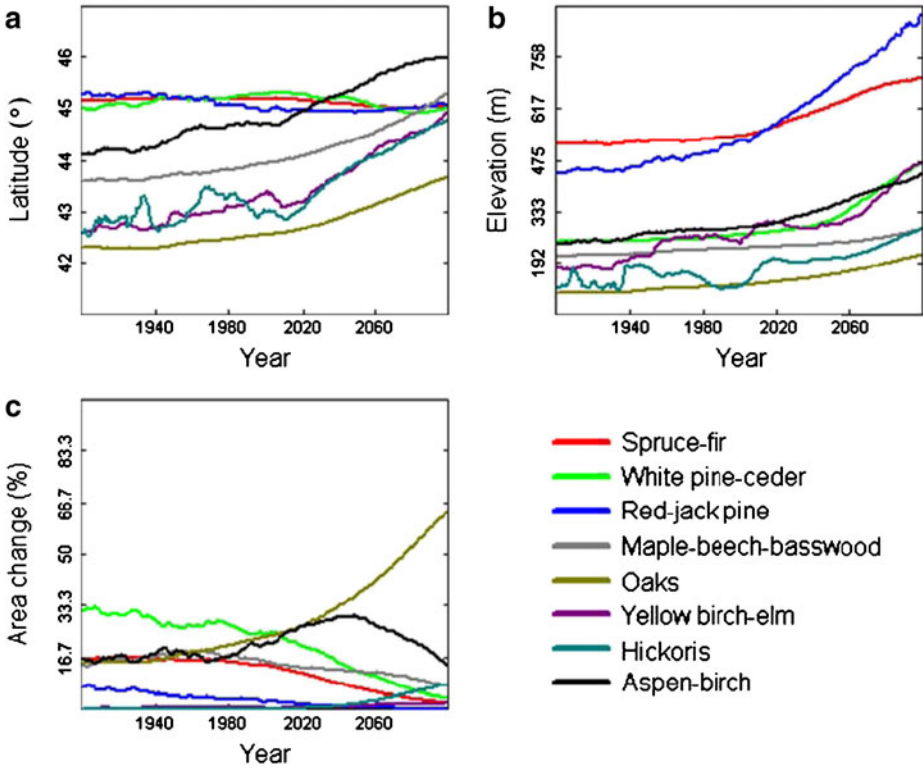 a
Latitude (°)
46
45
44
43
42
1940 1980 2020 2060
Year
b
Elevation (m)
758
617
475
333
192
1940 1980 2020 2060
Year
c
Area change (%)
83.3
66.7
50
33.3
16.7
1940 1980 2020 2060
Year
Spruce-fir
White pine-ceder
Red-jack pine
Maple-beech-basswood
Oaks
Yellow birch-elm
Hickoris
Aspen-birch